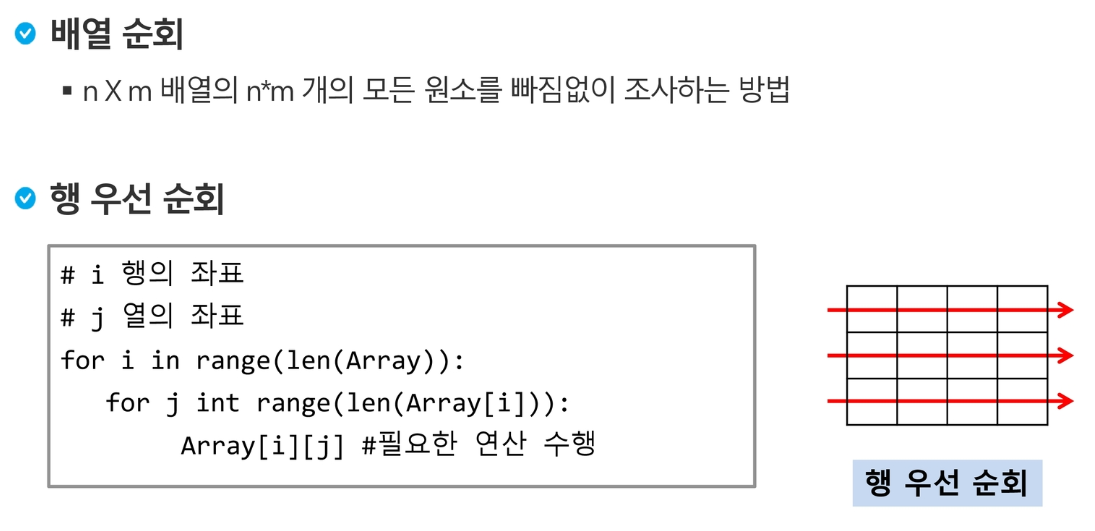 배열 순회
▪ n X m 배열의 n*m 개의 모든 원소를 빠짐없이 조사하는 방법
행 우선 순회
# i 행의 좌표
# j 열의 좌표
for i in range(len(Array)):
for j int range(len(Array[i])):
Array[i][j] #필요한 연산 수행
행 우선 순회